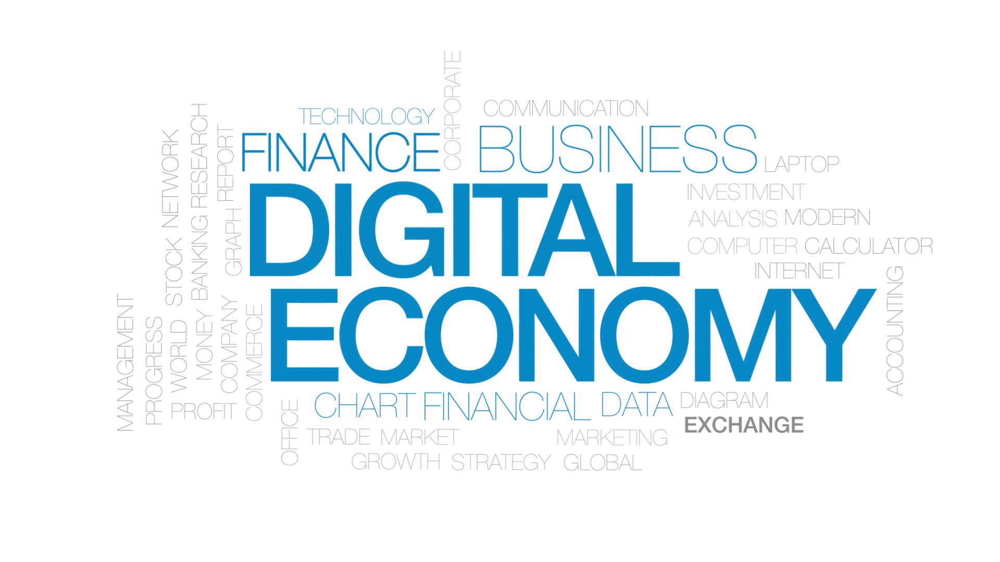 CORPORATE
TECHNOLOGY
COMMUNICATION
FINANCE
BUSINESS
LAPTOP
NETWORK
RESEARCH
REPORT
DIGITAL
INVESTMENT
ANALYSIS MODERN
COMPUTER CALCULATOR
INTERNET
STOCK
BANKING
GRAPH
ECONOMY
ACCOUNTING
MANAGEMENT
PROGRESS
WORLD
MONEY
COMPANY
COMMERCE
PROFIT
OFFICE
CHART FINANCIAL DATA DIAGRAM
EXCHANGE
TRADE MARKET MARKETING
GROWTH STRATEGY GLOBAL